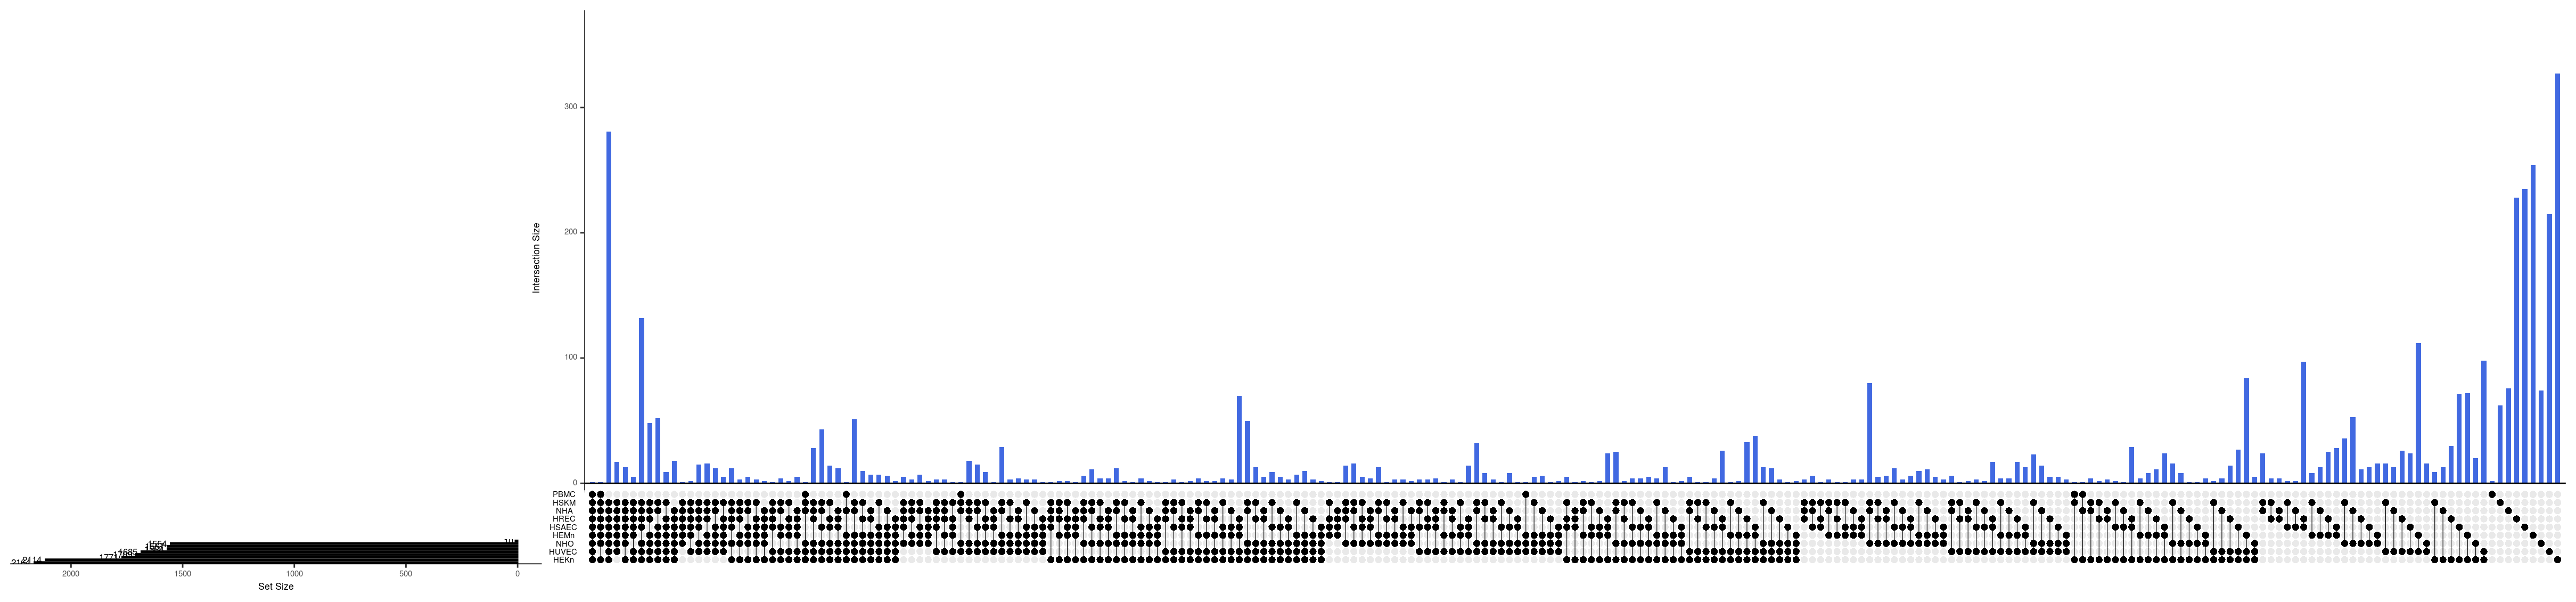 300
200
100
0
Intersection Size
PBMC
HSKM
NHA
HREC
HSAEC
HEMn
NHO
HUVEC
HEKn
1554
1685
2114
2000
1500
1000
500
0
Set Size